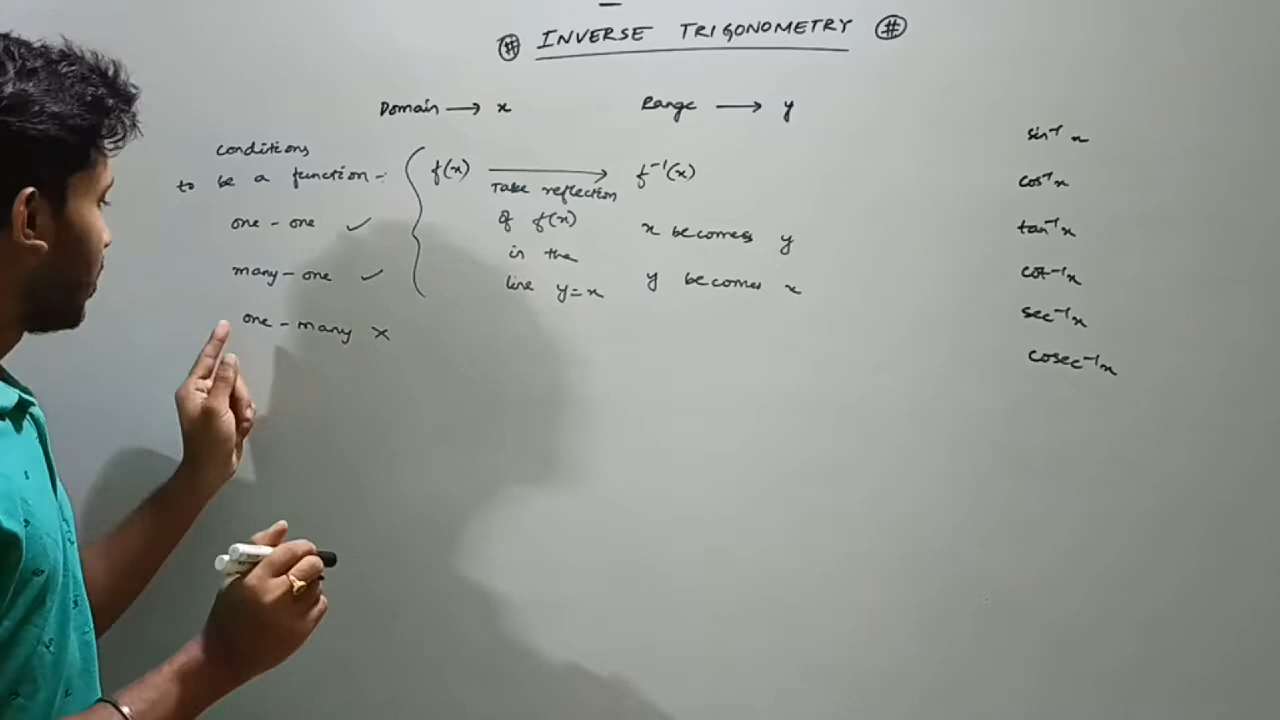 # INVERSE TRIGONOMETRY #
Domain → x
Range → y
conditions
to be a function :-
one - one ✓
many - one ✓
one - many ×
f(x) → f⁻¹(x)
Take reflection
of f(x)
in the
line y=x
x becomes y
y becomes x
sin⁻¹x
cos⁻¹x
tan⁻¹x
cot⁻¹x
sec⁻¹x
cosec⁻¹x